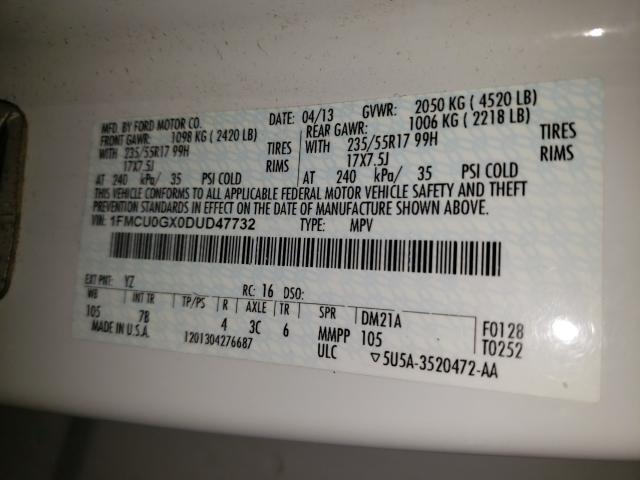 MFD. BY FORD MOTOR CO.
DATE: 04/13 GVWR: 2050 KG ( 4520 LB)
FRONT GAWR: 1098 KG ( 2420 LB)
REAR GAWR: 1006 KG ( 2218 LB)
WITH 235/55R17 99H TIRES
WITH 235/55R17 99H TIRES
17X7.5J RIMS
17X7.5J RIMS
AT 240 kPa/ 35 PSI COLD
AT 240 kPa/ 35 PSI COLD
THIS VEHICLE CONFORMS TO ALL APPLICABLE FEDERAL MOTOR VEHICLE SAFETY AND THEFT
PREVENTION STANDARDS IN EFFECT ON THE DATE OF MANUFACTURE SHOWN ABOVE.
VIN: 1FMCU0GX0DUD47732 TYPE: MPV
EXT PNT: YZ RC: 16 DSO:
WB INT TR TP/PS R AXLE TR SPR DM21A F0128
105 7B 4 3C 6 MMPP 105 T0252
MADE IN U.S.A. 1201304276687 ULC ▽5U5A-3520472-AA